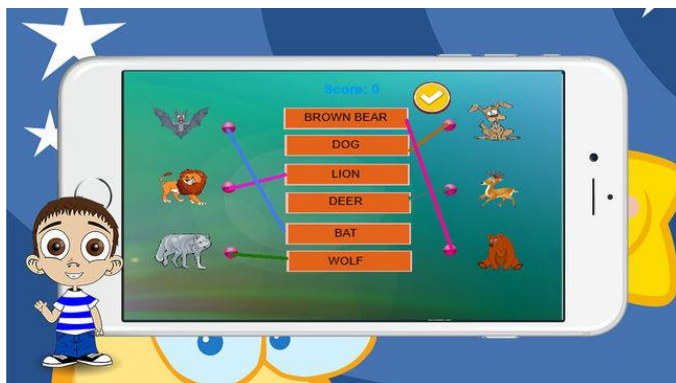 Score: 0
BROWN BEAR
DOG
LION
DEER
BAT
WOLF